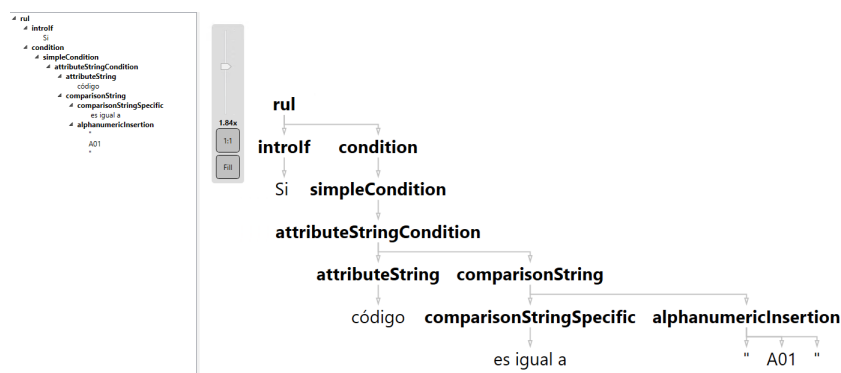 rul
introIf
Si
condition
simpleCondition
attributeStringCondition
attributeString
código
comparisonString
comparisonStringSpecific
es igual a
alphanumericInsertion
"
A01
"
1.84x
1:1
Fill
rul
introIf condition
Si simpleCondition
attributeStringCondition
attributeString comparisonString
código comparisonStringSpecific alphanumericInsertion
es igual a " A01 "